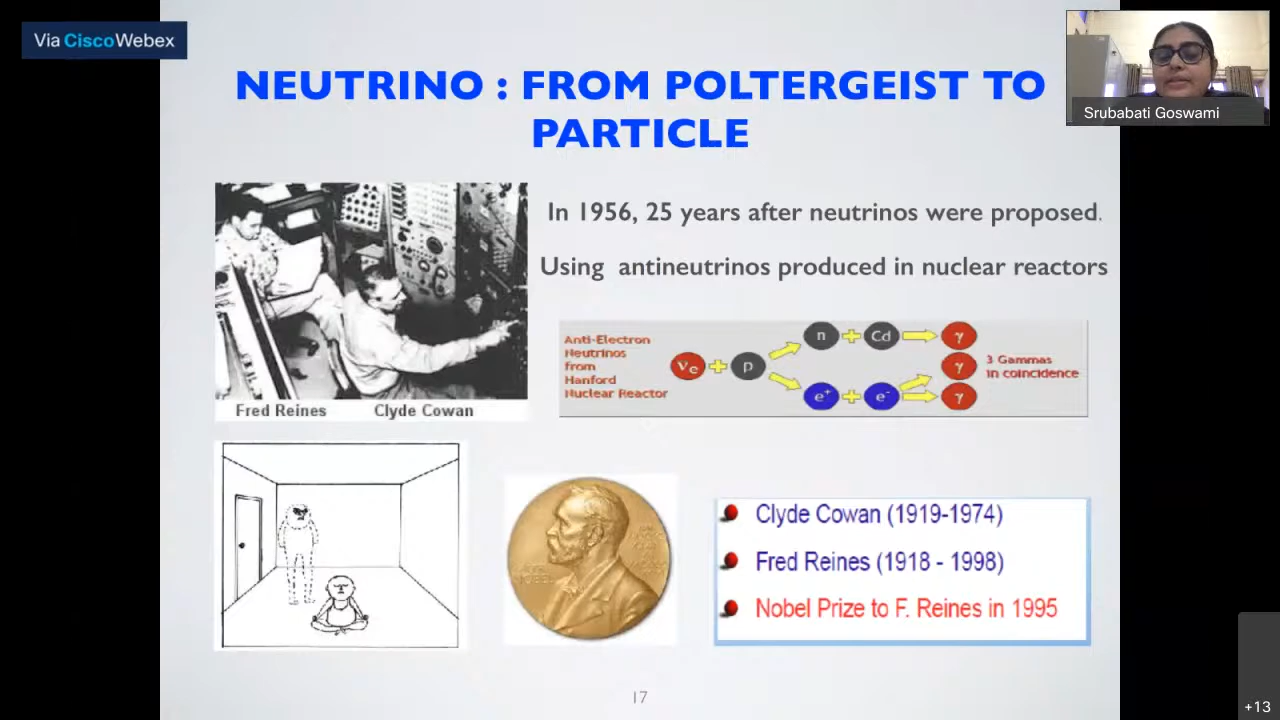 Via CiscoWebex
Srubabati Goswami
NEUTRINO : FROM POLTERGEIST TO
PARTICLE
In 1956, 25 years after neutrinos were proposed.
Using antineutrinos produced in nuclear reactors
Anti-Electron
Neutrinos
from
Hanford
Nuclear Reactor
νe + p
n + Cd γ
γ
e+ + e- γ
3 Gammas
in coincidence
Fred Reines Clyde Cowan
Clyde Cowan (1919-1974)
Fred Reines (1918 - 1998)
Nobel Prize to F. Reines in 1995
17
+13